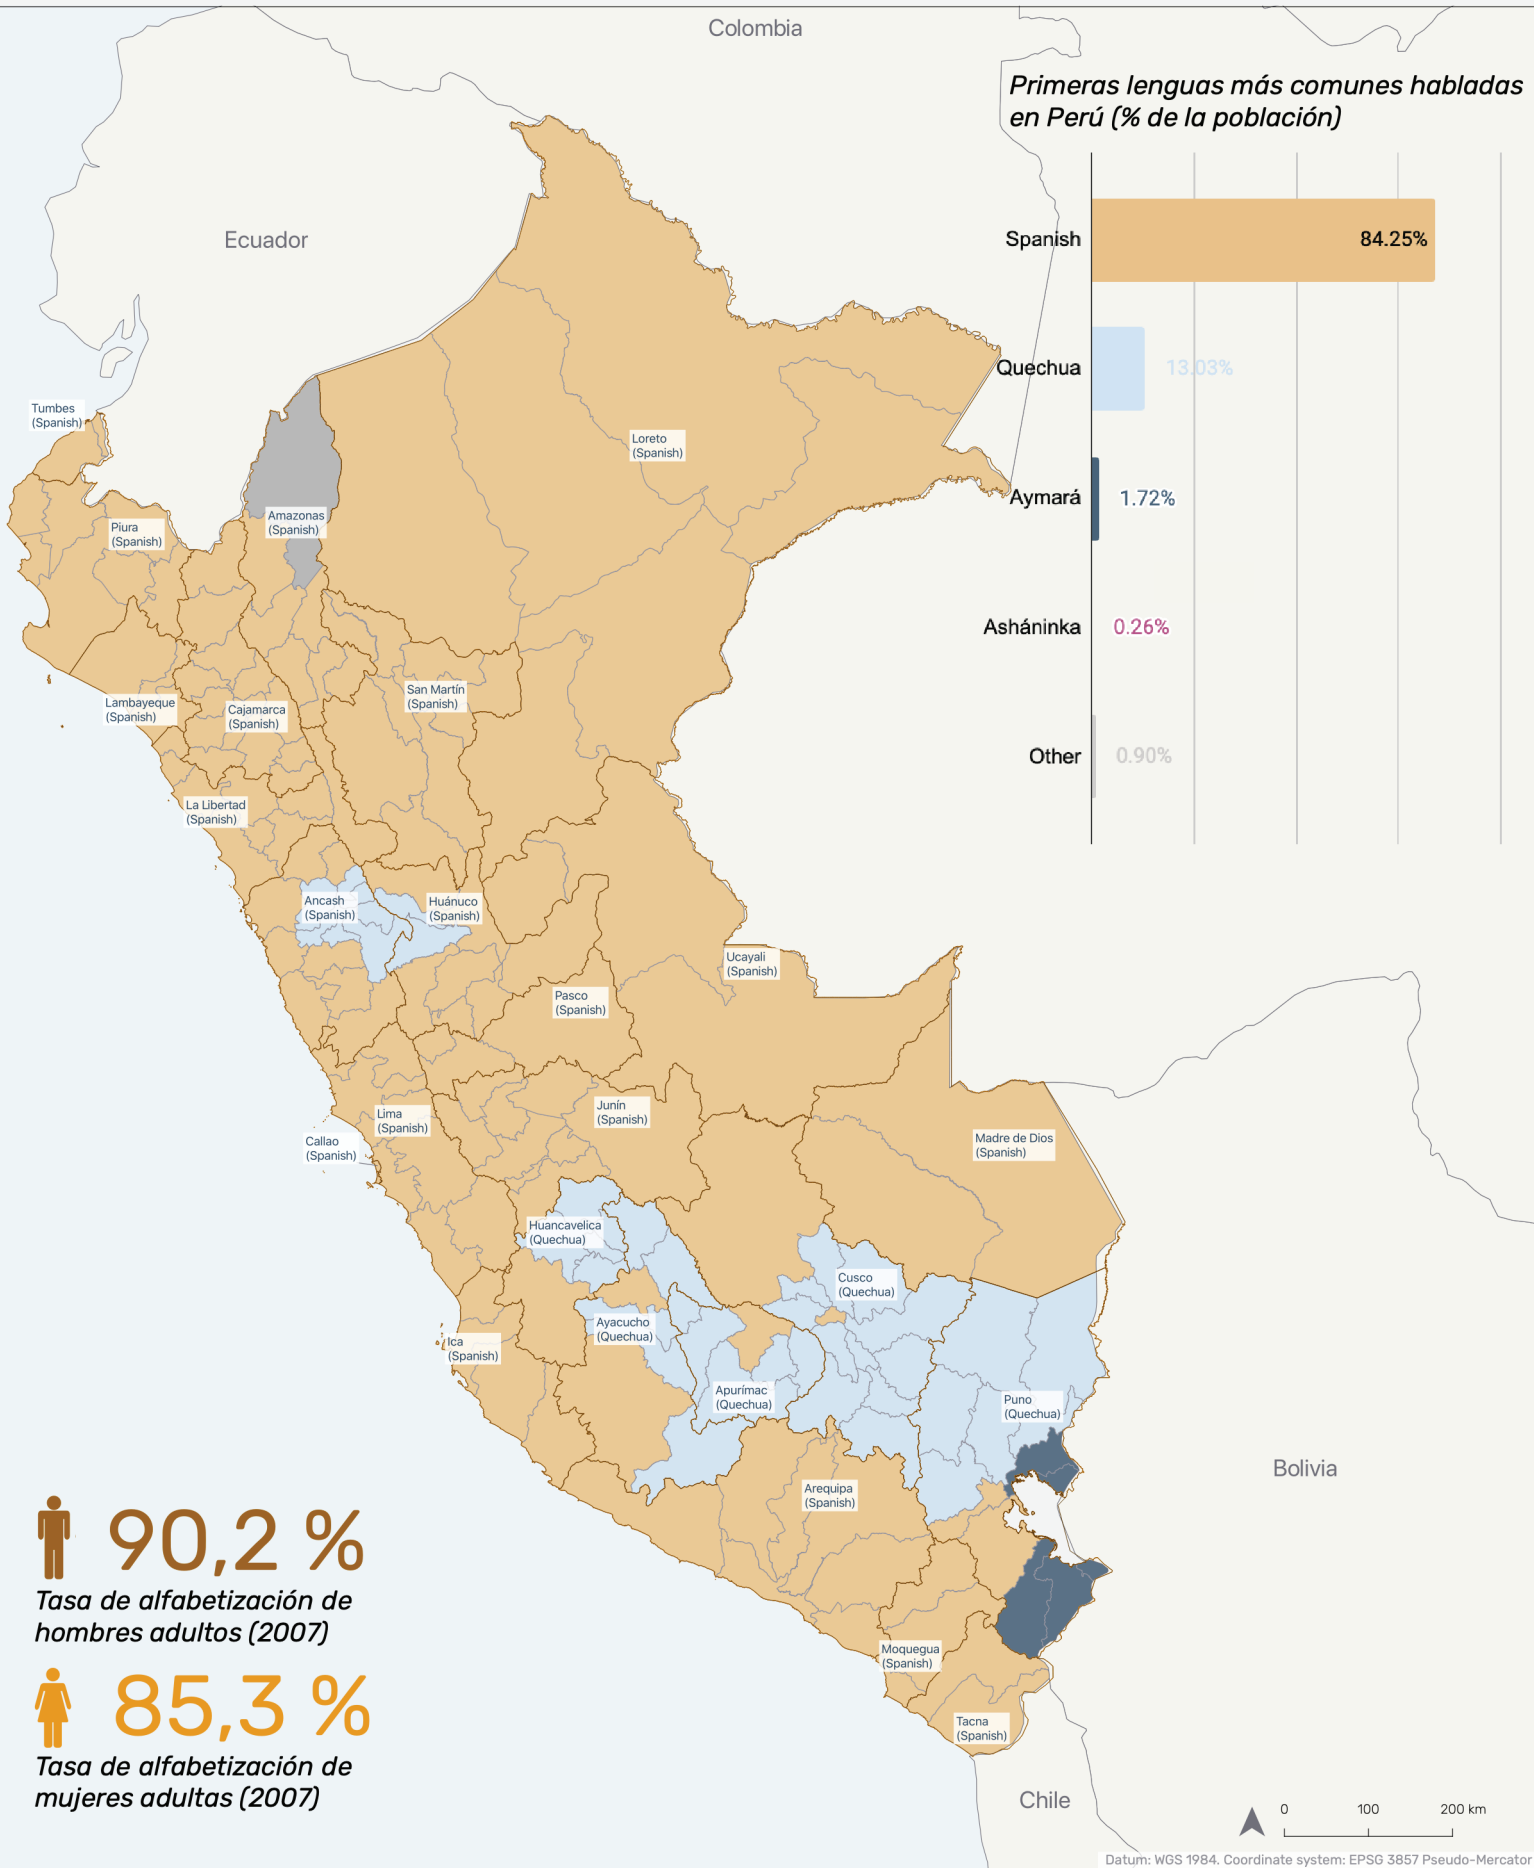 Colombia
Primeras lenguas más comunes habladas
en Perú (% de la población)
Ecuador
Spanish
84.25%
Quechua
13.03%
Aymará
1.72%
Asháninka
0.26%
Other
0.90%
Tumbes
(Spanish)
Loreto
(Spanish)
Amazonas
(Spanish)
Piura
(Spanish)
San Martín
(Spanish)
Lambayeque
(Spanish)
Cajamarca
(Spanish)
La Libertad
(Spanish)
Ancash
(Spanish)
Huánuco
(Spanish)
Ucayali
(Spanish)
Pasco
(Spanish)
Junín
(Spanish)
Lima
(Spanish)
Callao
(Spanish)
Madre de Dios
(Spanish)
Huancavelica
(Quechua)
Cusco
(Quechua)
Ayacucho
(Quechua)
Ica
(Spanish)
Apurímac
(Quechua)
Puno
(Quechua)
Bolivia
Arequipa
(Spanish)
Moquegua
(Spanish)
Tacna
(Spanish)
Chile
90,2 %
Tasa de alfabetización de
hombres adultos (2007)
85,3 %
Tasa de alfabetización de
mujeres adultas (2007)
0 100 200 km
Datum: WGS 1984. Coordinate system: EPSG 3857 Pseudo-Mercator